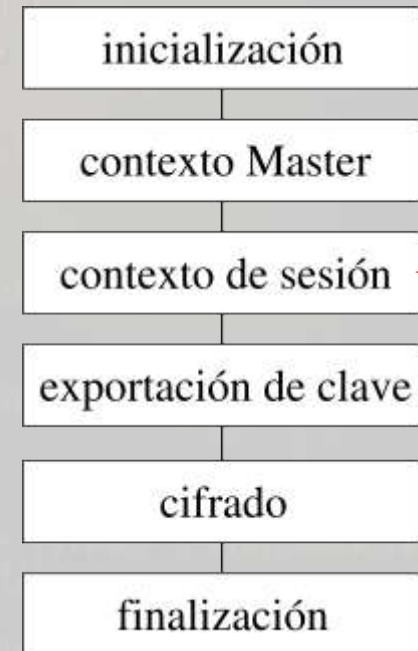 inicialización
contexto Master
contexto de sesión
exportación de clave
cifrado
finalización